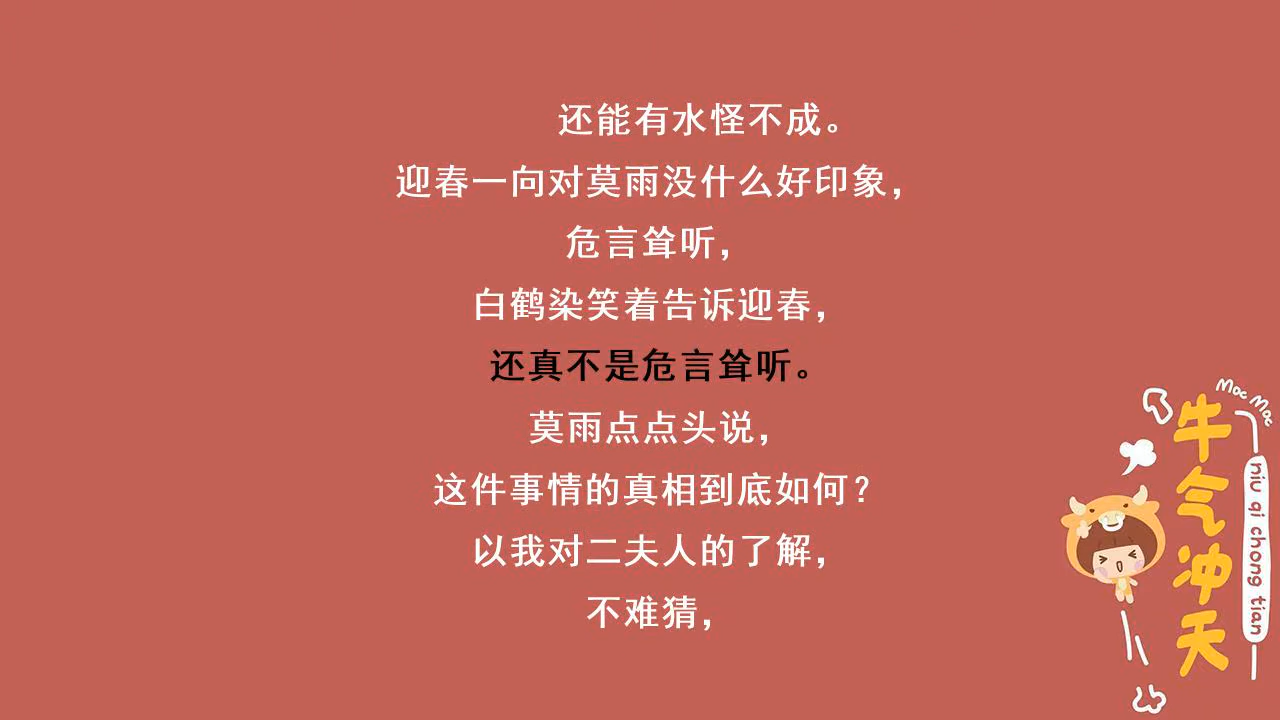 还能有水怪不成。
迎春一向对莫雨没什么好印象，
危言耸听，
白鹤染笑着告诉迎春，
还真不是危言耸听。
莫雨点点头说，
这件事情的真相到底如何？
以我对二夫人的了解，
不难猜，
Moc Moc
牛气冲天
niu qi chong tian